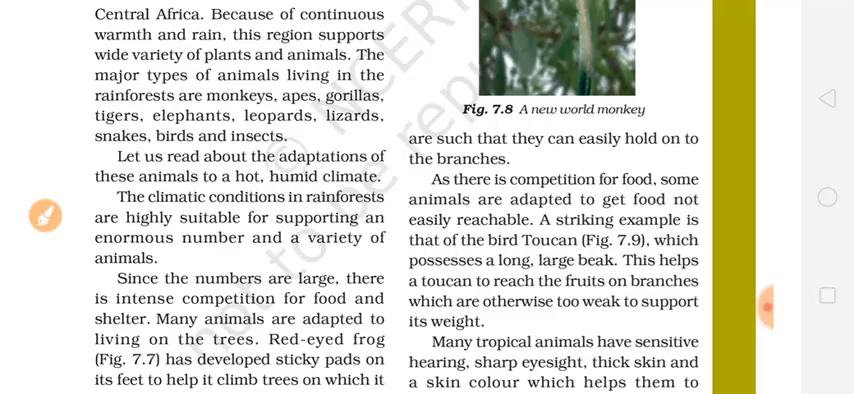 Central Africa. Because of continuous
warmth and rain, this region supports
wide variety of plants and animals. The
major types of animals living in the
rainforests are monkeys, apes, gorillas,
tigers, elephants, leopards, lizards,
snakes, birds and insects.
Let us read about the adaptations of
these animals to a hot, humid climate.
The climatic conditions in rainforests
are highly suitable for supporting an
enormous number and a variety of
animals.
Since the numbers are large, there
is intense competition for food and
shelter. Many animals are adapted to
living on the trees. Red-eyed frog
(Fig. 7.7) has developed sticky pads on
its feet to help it climb trees on which it
Fig. 7.8 A new world monkey
are such that they can easily hold on to
the branches.
As there is competition for food, some
animals are adapted to get food not
easily reachable. A striking example is
that of the bird Toucan (Fig. 7.9), which
possesses a long, large beak. This helps
a toucan to reach the fruits on branches
which are otherwise too weak to support
its weight.
Many tropical animals have sensitive
hearing, sharp eyesight, thick skin and
a skin colour which helps them to
© NCERT
not to be repu